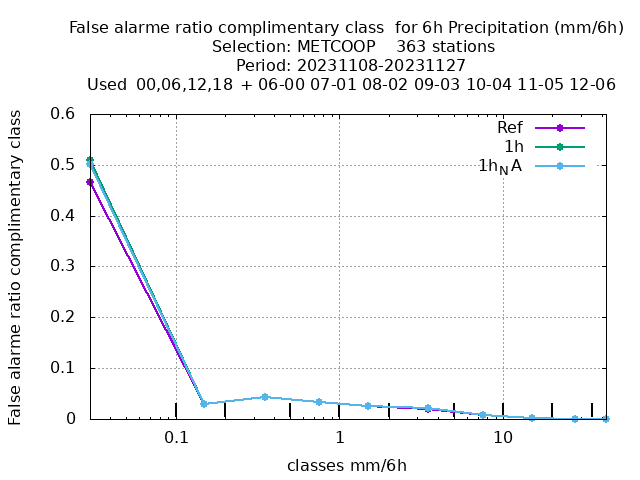 False alarme ratio complimentary class  for 6h Precipitation (mm/6h)
Selection: METCOOP    363 stations
Period: 20231108-20231127
Used  00,06,12,18  + 06-00 07-01 08-02 09-03 10-04 11-05 12-06
False alarme ratio complimentary class
0.6
0.5
0.4
0.3
0.2
0.1
0
Ref
1h
1h_NA
0.1
1
10
classes mm/6h